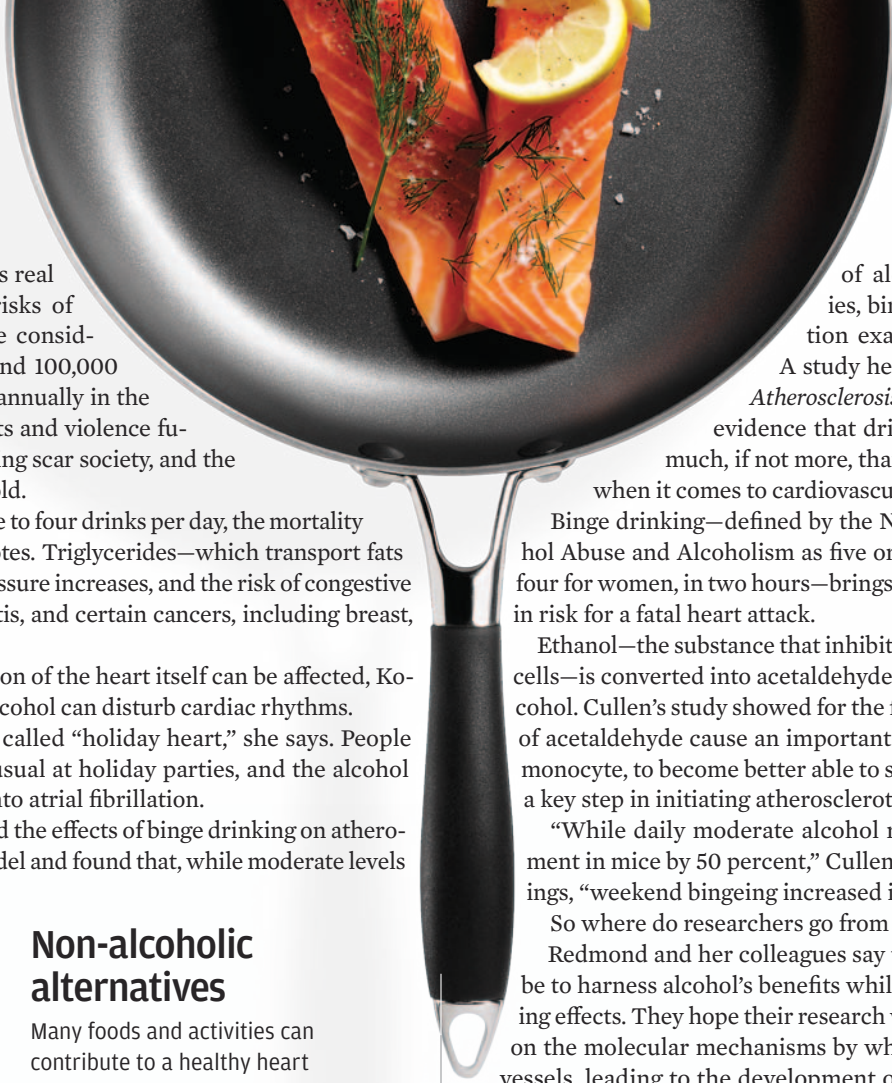 s real
risks of
e consid-
nd 100,000
annually in the
ts and violence fu-
ng scar society, and the
old.
e to four drinks per day, the mortality
otes. Triglycerides—which transport fats
ssure increases, and the risk of congestive
tis, and certain cancers, including breast,
on of the heart itself can be affected, Ko-
cohol can disturb cardiac rhythms.
called “holiday heart,” she says. People
usual at holiday parties, and the alcohol
nto atrial fibrillation.
d the effects of binge drinking on athero-
del and found that, while moderate levels
Non-alcoholic
alternatives
Many foods and activities can
contribute to a healthy heart
of al
ies, bin
tion exa
A study he
Atherosclerosis
evidence that dri
much, if not more, tha
when it comes to cardiovascu
Binge drinking—defined by the N
hol Abuse and Alcoholism as five or
four for women, in two hours—brings
in risk for a fatal heart attack.
Ethanol—the substance that inhibit
cells—is converted into acetaldehyde
cohol. Cullen’s study showed for the f
of acetaldehyde cause an important
monocyte, to become better able to s
a key step in initiating atherosclerot
“While daily moderate alcohol r
ment in mice by 50 percent,” Cullen
ings, “weekend bingeing increased i
So where do researchers go from
Redmond and her colleagues say
be to harness alcohol’s benefits whil
ing effects. They hope their research
on the molecular mechanisms by wh
vessels, leading to the development o